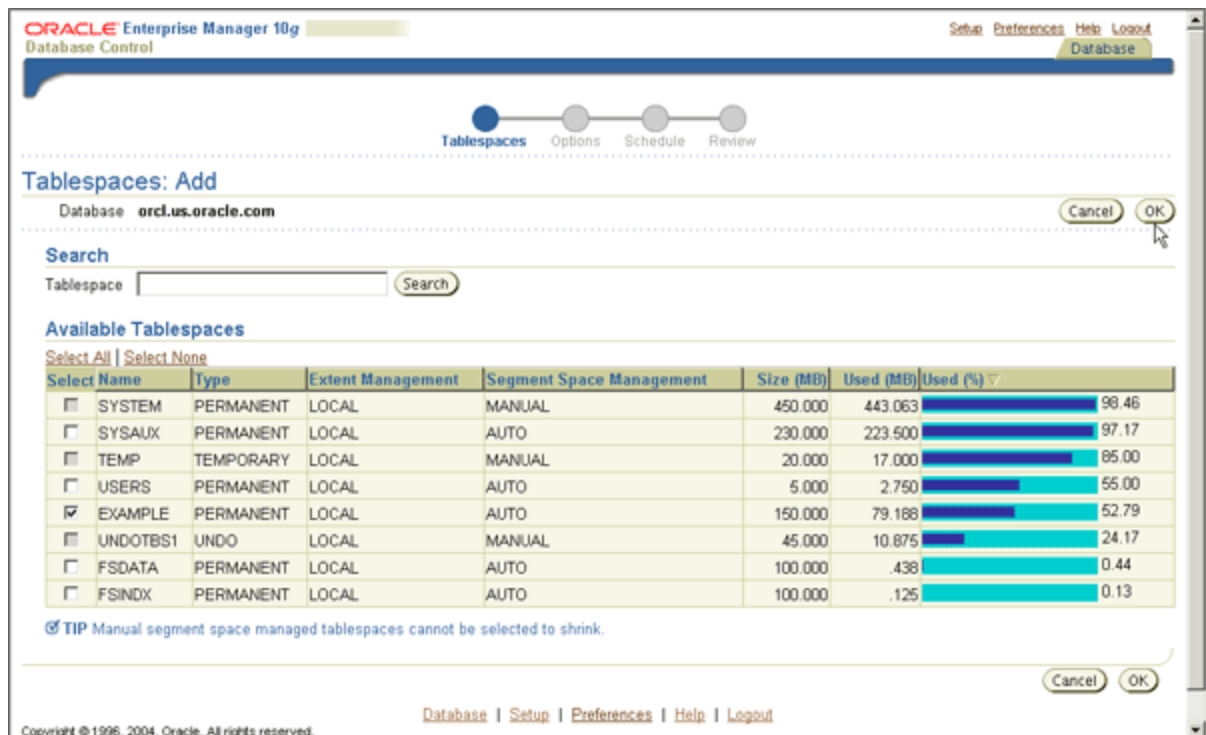 ORACLE Enterprise Manager 10g
Database Control
Setup Preferences Help Logout
Database
Tablespaces Options Schedule Review
Tablespaces: Add
Database orcl.us.oracle.com
Cancel OK
Search
Tablespace Search
Available Tablespaces
Select All | Select None
Select Name Type Extent Management Segment Space Management Size (MB) Used (MB) Used (%)
SYSTEM PERMANENT LOCAL MANUAL 450.000 443.063 98.46
SYSAUX PERMANENT LOCAL AUTO 230.000 223.500 97.17
TEMP TEMPORARY LOCAL MANUAL 20.000 17.000 85.00
USERS PERMANENT LOCAL AUTO 5.000 2.750 55.00
EXAMPLE PERMANENT LOCAL AUTO 150.000 79.188 52.79
UNDOTBS1 UNDO LOCAL MANUAL 45.000 10.875 24.17
FSDATA PERMANENT LOCAL AUTO 100.000 .438 0.44
FSINDX PERMANENT LOCAL AUTO 100.000 .125 0.13
TIP Manual segment space managed tablespaces cannot be selected to shrink.
Cancel OK
Database | Setup | Preferences | Help | Logout
Copyright © 1996, 2004, Oracle. All rights reserved.